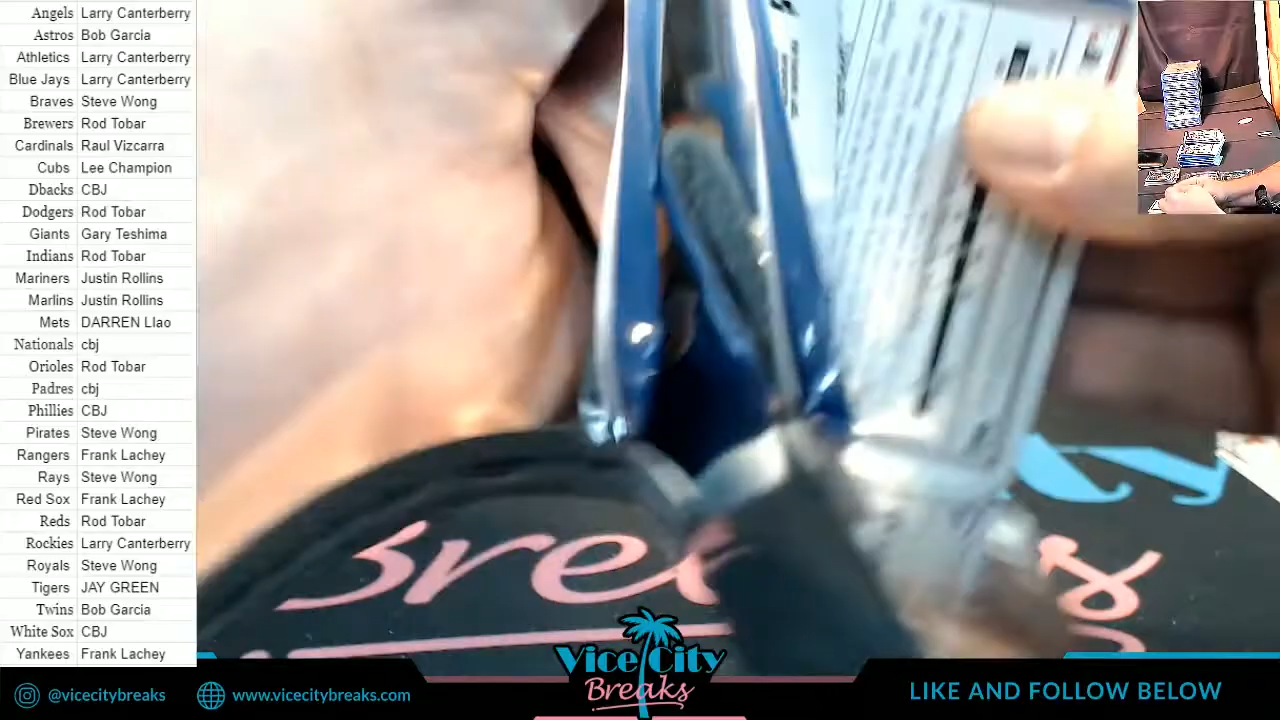 Angels Larry Canterberry
Astros Bob Garcia
Athletics Larry Canterberry
Blue Jays Larry Canterberry
Braves Steve Wong
Brewers Rod Tobar
Cardinals Raul Vizcarra
Cubs Lee Champion
Dbacks CBJ
Dodgers Rod Tobar
Giants Gary Teshima
Indians Rod Tobar
Mariners Justin Rollins
Marlins Justin Rollins
Mets DARREN LIao
Nationals cbj
Orioles Rod Tobar
Padres cbj
Phillies CBJ
Pirates Steve Wong
Rangers Frank Lachey
Rays Steve Wong
Red Sox Frank Lachey
Reds Rod Tobar
Rockies Larry Canterberry
Royals Steve Wong
Tigers JAY GREEN
Twins Bob Garcia
White Sox CBJ
Yankees Frank Lachey
@vicecitybreaks
www.vicecitybreaks.com
Vice City
Breaks
LIKE AND FOLLOW BELOW